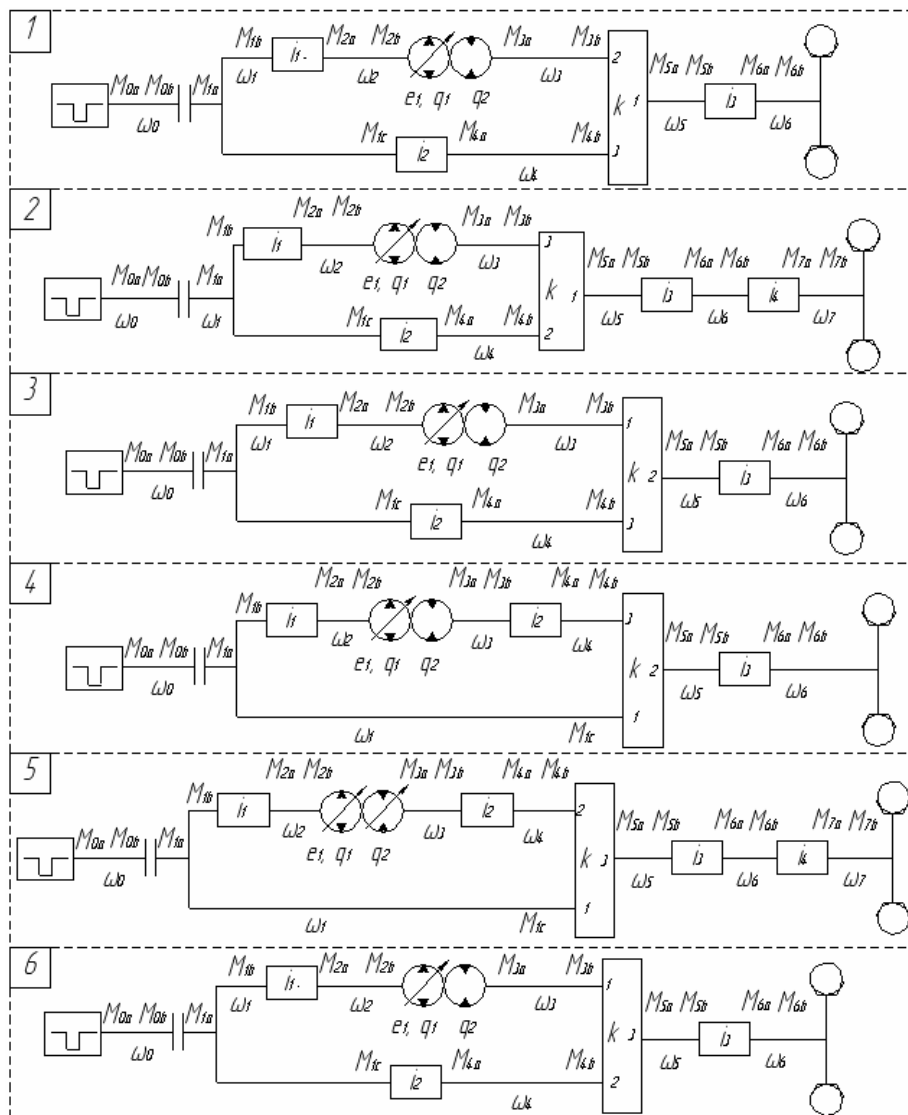 1
M1b M2a M2b M3a M3b
i1.
M0a M0b M1a ω1 ω2 ω3 2 M5a M5b M6a M6b
e1, q1 q2
k 1 i3
ω0 M1c M4a M4b ω5 ω6
i2 3
ω4
2
M2a M2b M3a M3b
M1b i1 3 M5a M5b M6a M6b M7a M7b
M0a M0b M1a ω2 ω3
e1, q1 q2 k 1 i3 i4
ω0 ω1 M1c M4a M4b ω5 ω6 ω7
i2 2
ω4
3
M1b M2a M2b M3a M3b
i1 1
M0a M0b M1a ω1 ω2 ω3 M5a M5b M6a M6b
e1, q1 q2
k 2 i3
ω0 M1c M4a M4b ω5 ω6
i2 3
ω4
4
M2a M2b M3a M3b M4a M4b
M1b i1 i2 3
M0a M0b M1a ω2 ω3 ω4 M5a M5b M6a M6b
e1, q1 q2
k 2 i3
ω0 ω5 ω6
1
ω1 M1c
5
M2a M2b M3a M3b M4a M4b
M1b i1 i2 2
M0a M0b M1a ω2 ω3 ω4 M5a M5b M6a M6b M7a M7b
e1, q1 q2
k 3 i3 i4
ω0 ω5 ω6 ω7
1
ω1 M1c
6
M1b M2a M2b M3a M3b
i1. 1
M0a M0b M1a ω1 ω2 ω3 M5a M5b M6a M6b
e1, q1 q2
k 3 i3
ω0 M1c M4a M4b ω5 ω6
i2 2
ω4